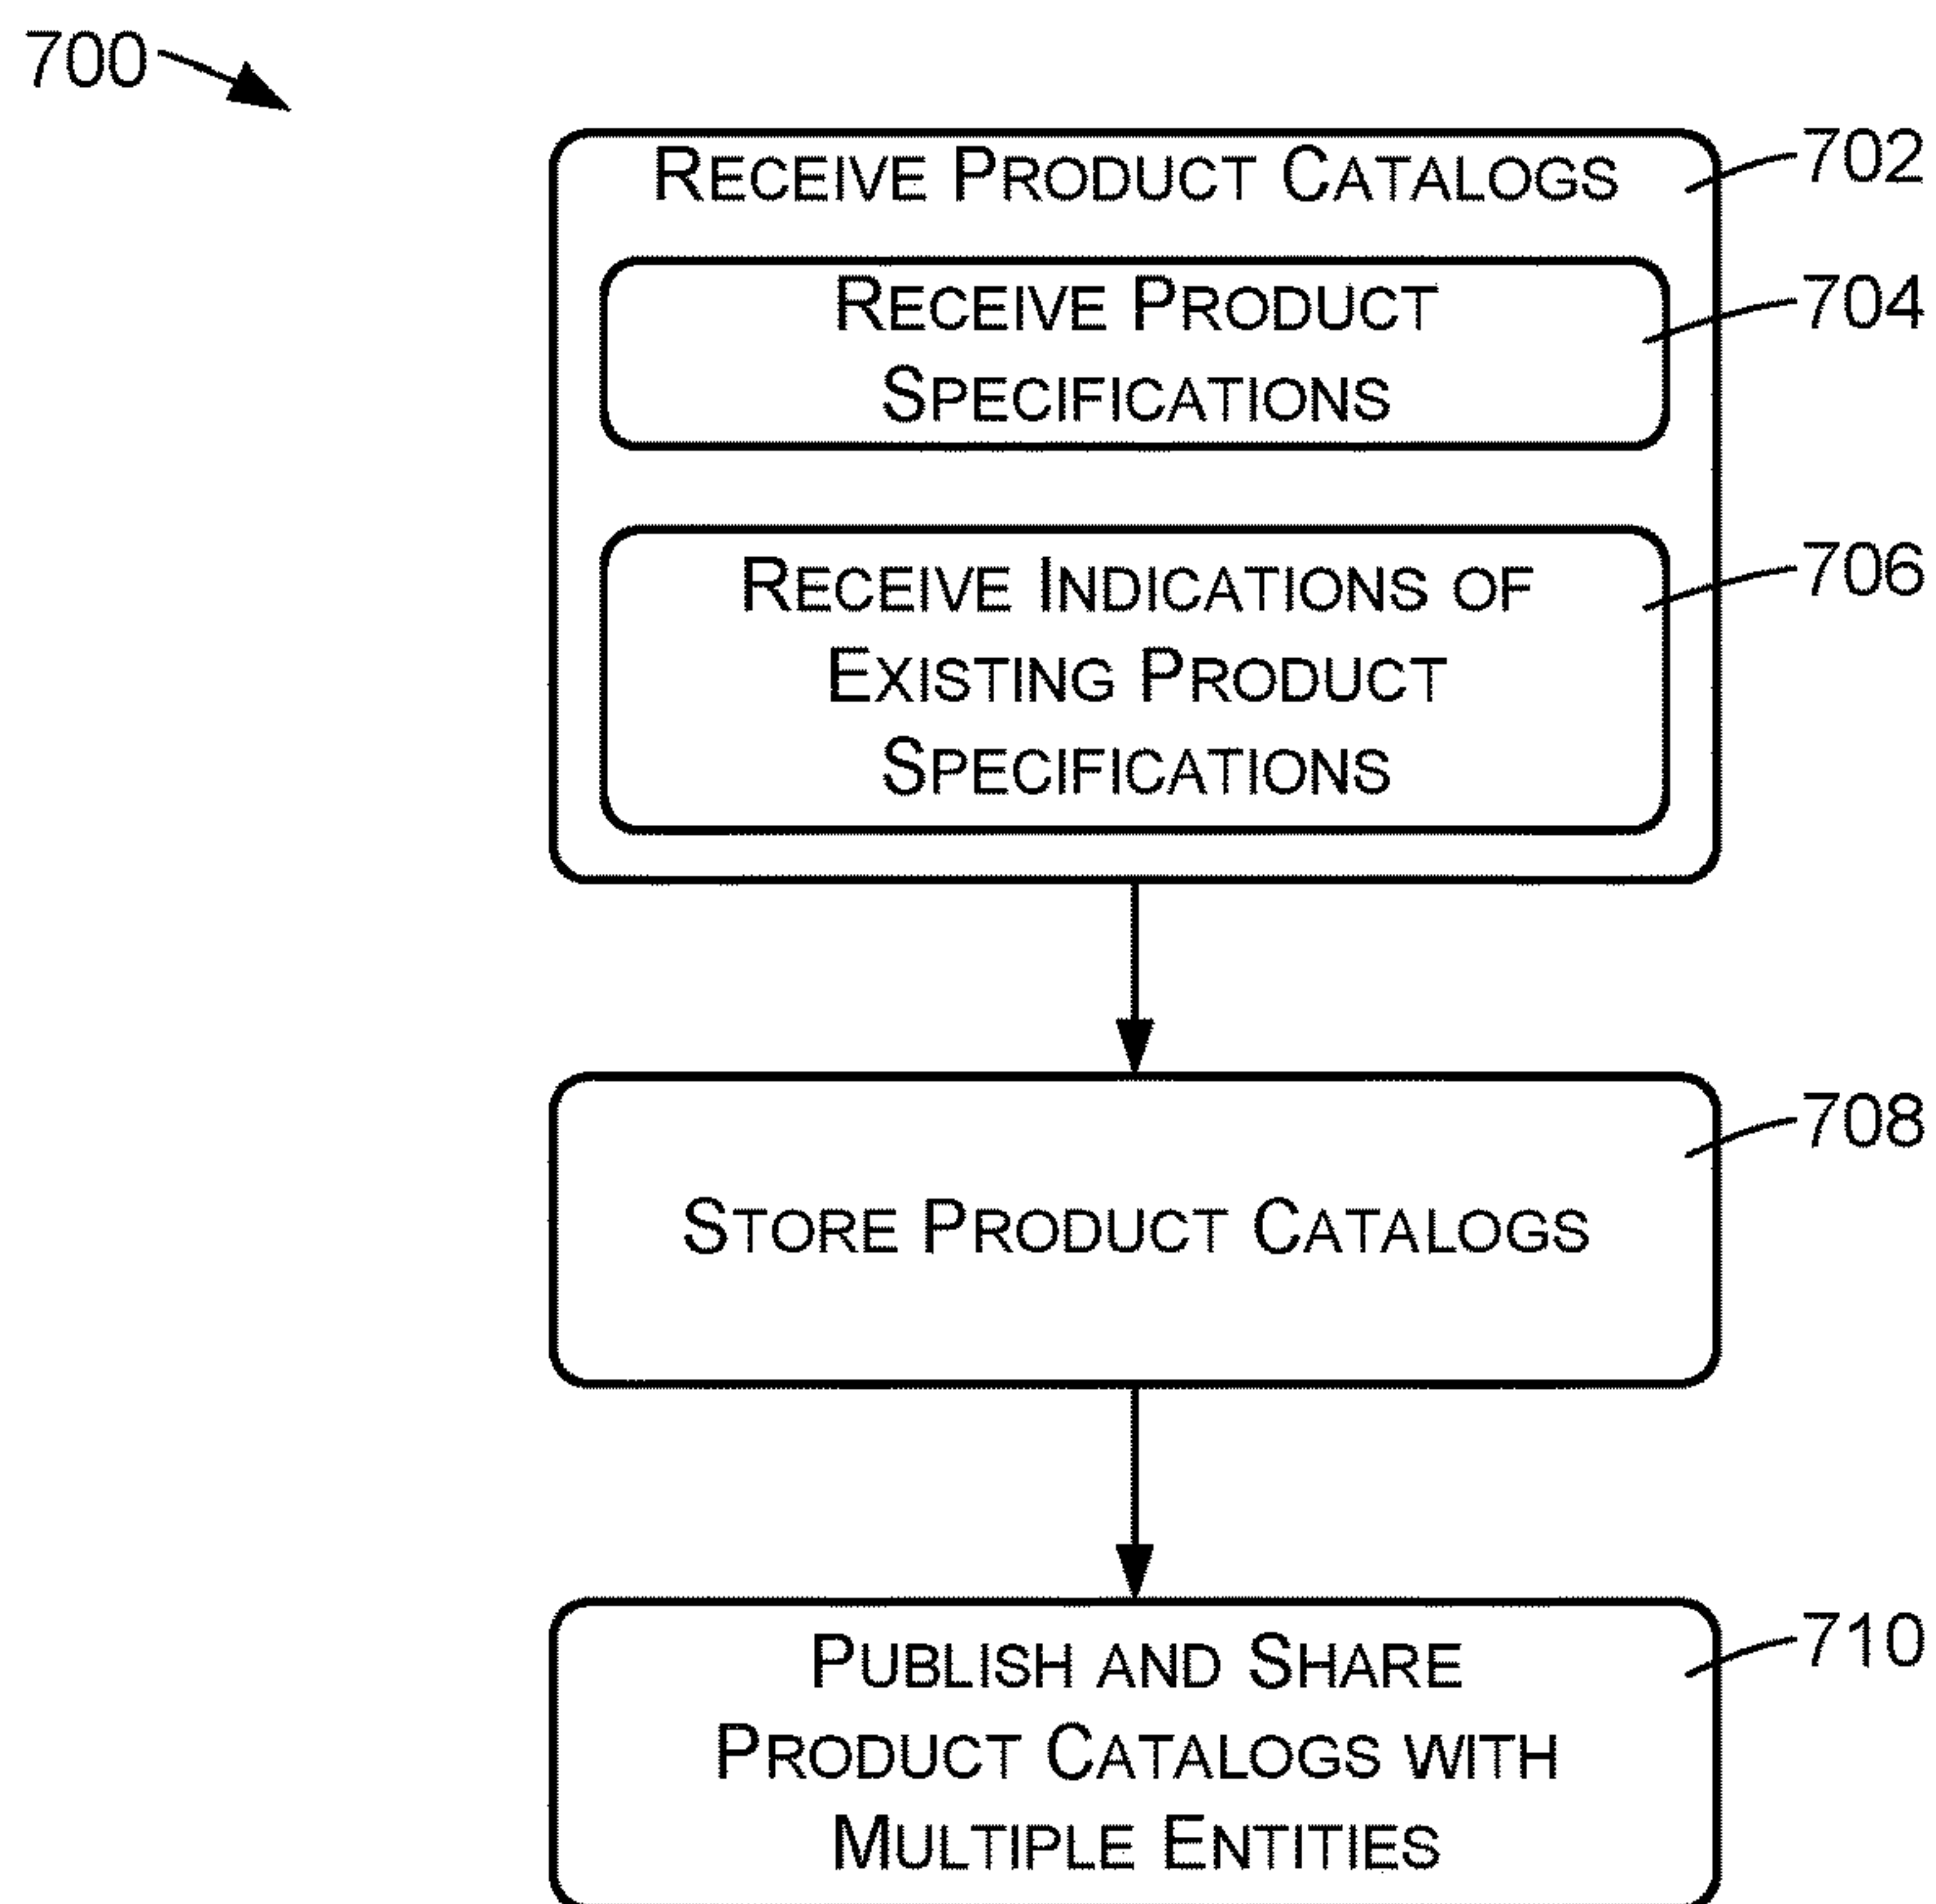 700
RECEIVE PRODUCT CATALOGS
702
RECEIVE PRODUCT
SPECIFICATIONS
704
RECEIVE INDICATIONS OF
EXISTING PRODUCT
SPECIFICATIONS
706
STORE PRODUCT CATALOGS
708
PUBLISH AND SHARE
PRODUCT CATALOGS WITH
MULTIPLE ENTITIES
710